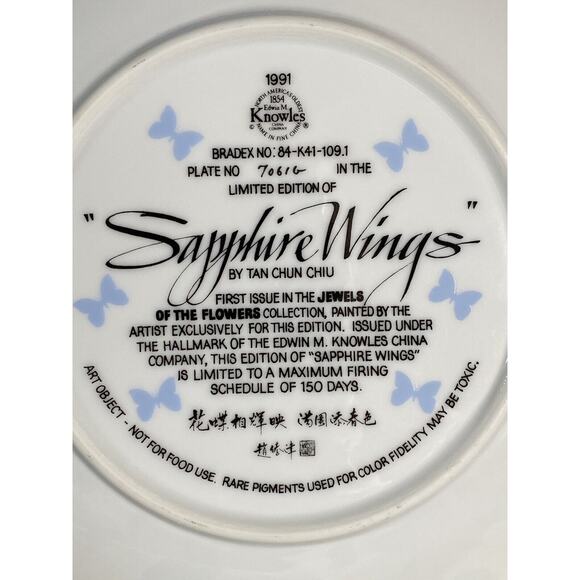 1991
NORTH AMERICA'S OLDEST
1854
Edwin M.
Knowles
CHINA
COMPANY
NAME IN FINE CHINA
BRADEX NO: 84-K41-109.1
PLATE NO 7061G IN THE
LIMITED EDITION OF
"Sapphire Wings"
BY TAN CHUN CHIU
FIRST ISSUE IN THE JEWELS
OF THE FLOWERS COLLECTION, PAINTED BY THE
ARTIST EXCLUSIVELY FOR THIS EDITION. ISSUED UNDER
THE HALLMARK OF THE EDWIN M. KNOWLES CHINA
COMPANY, THIS EDITION OF "SAPPHIRE WINGS"
IS LIMITED TO A MAXIMUM FIRING
SCHEDULE OF 150 DAYS.
花蝶相輝映 满園添春色
ART OBJECT - NOT FOR FOOD USE. RARE PIGMENTS USED FOR COLOR FIDELITY MAY BE TOXIC.